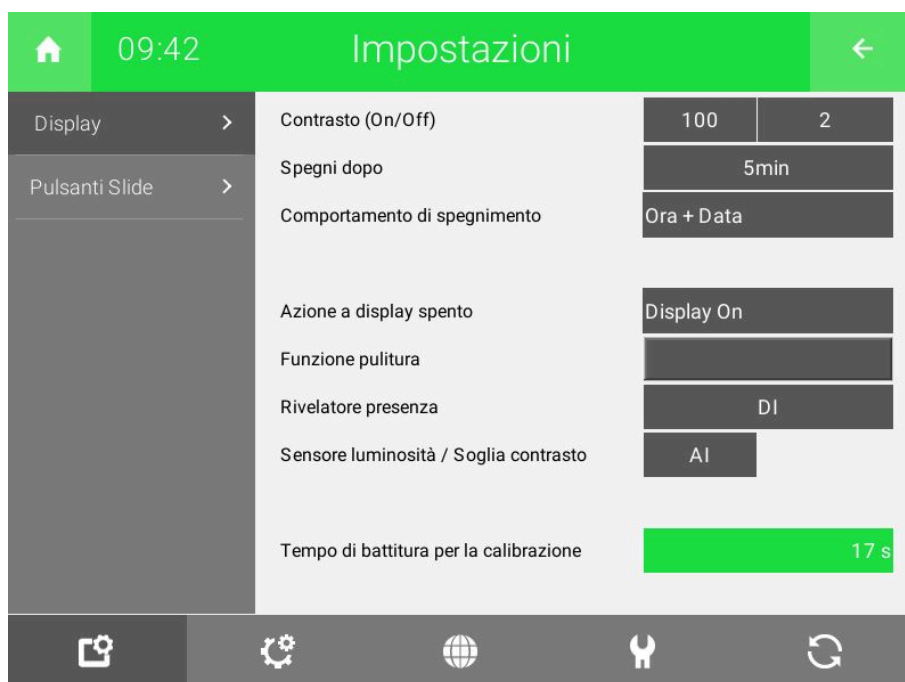 09:42 Impostazioni
Display
Pulsanti Slide
Contrasto (On/Off) 100 2
Spegni dopo 5min
Comportamento di spegnimento Ora + Data
Azione a display spento Display On
Funzione pulitura
Rivelatore presenza DI
Sensore luminosità / Soglia contrasto AI
Tempo di battitura per la calibrazione 17 s